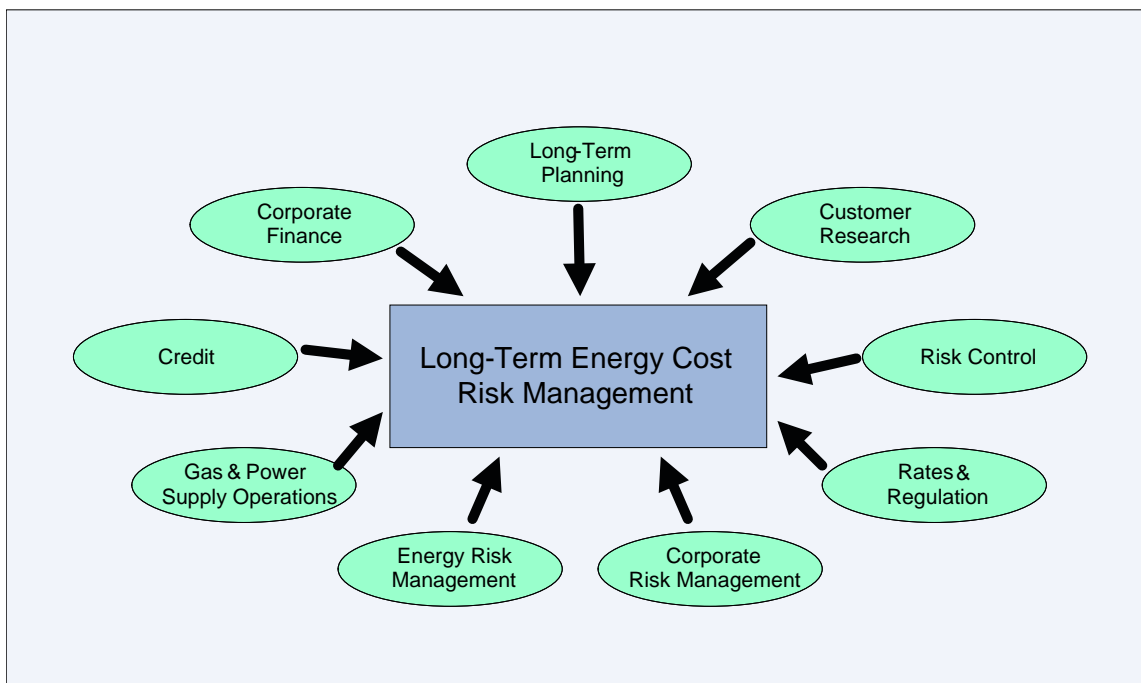 Long-Term
Planning
Corporate
Finance
Customer
Research
Credit
Long-Term Energy Cost
Risk Management
Risk Control
Gas & Power
Supply Operations
Rates &
Regulation
Energy Risk
Management
Corporate
Risk Management